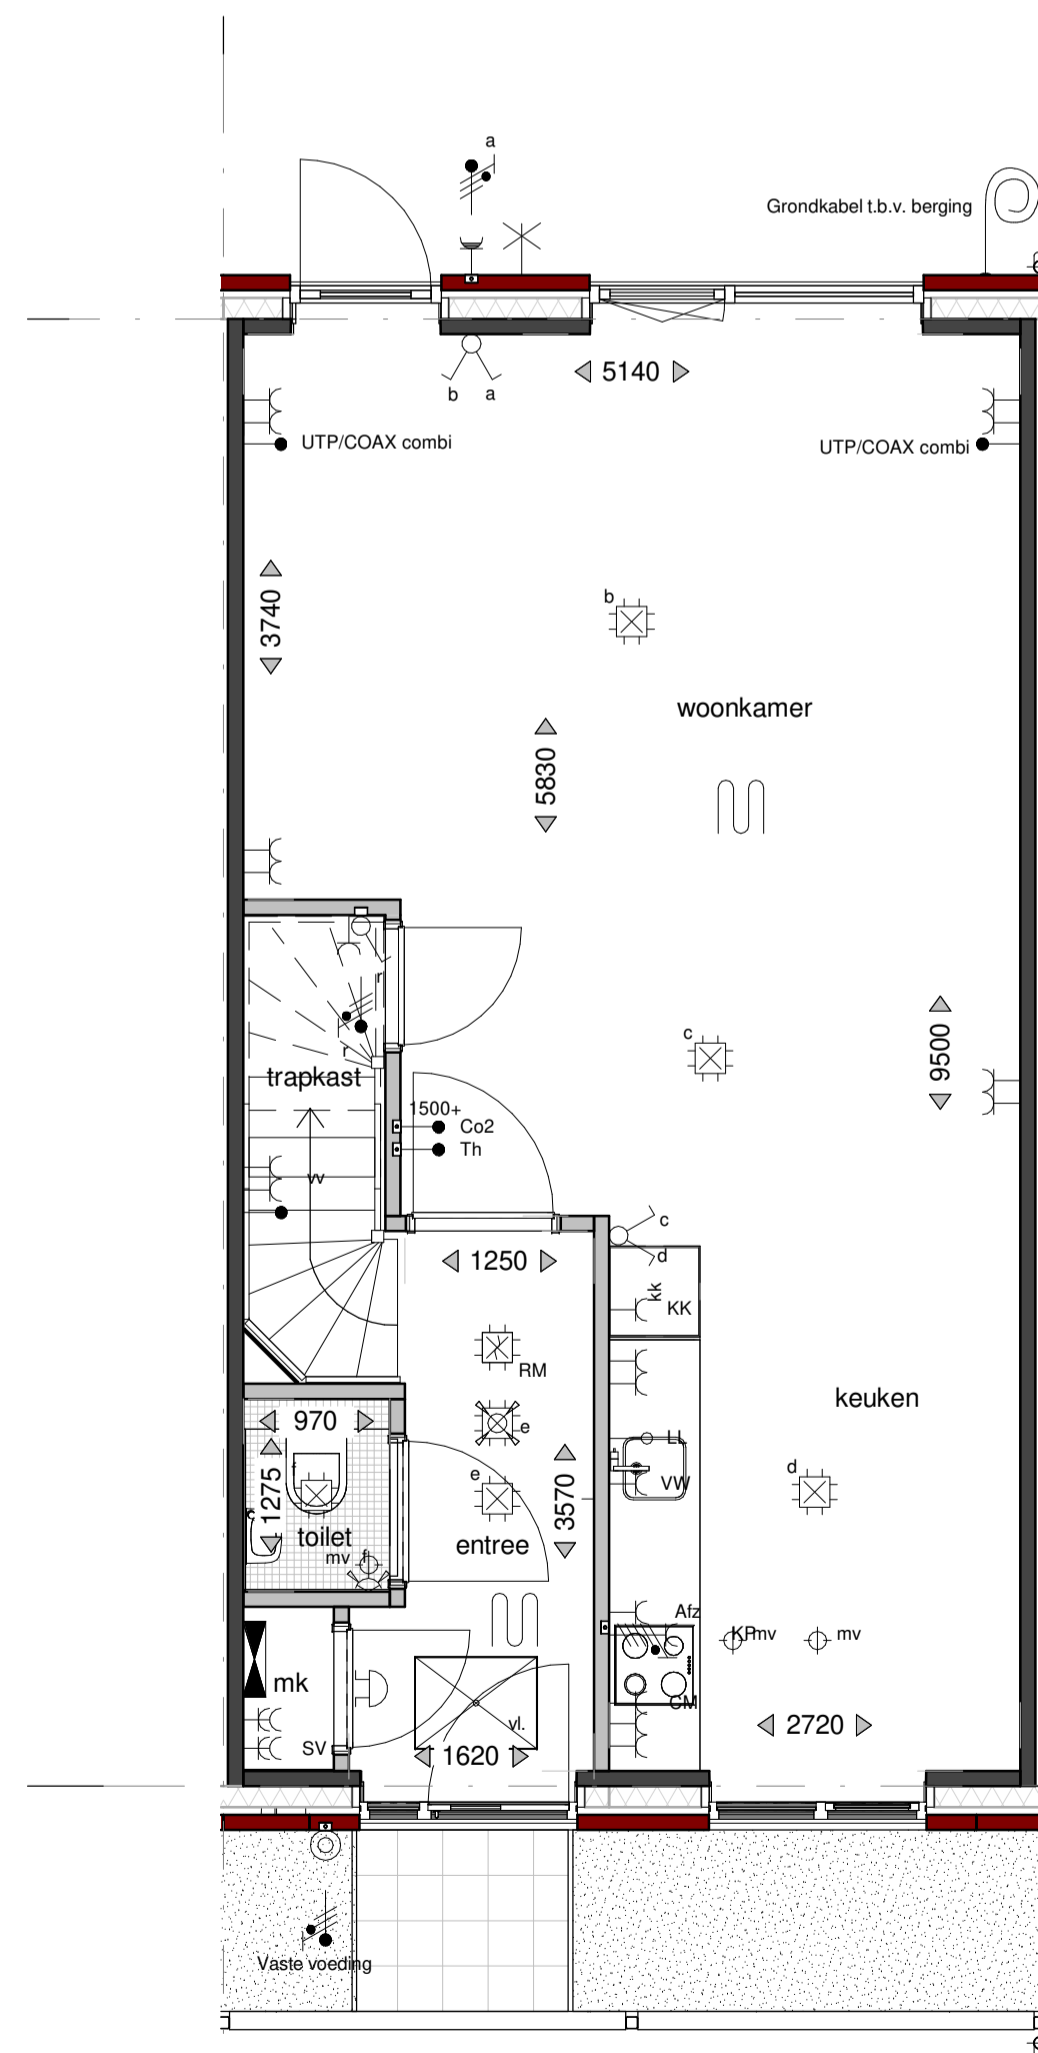 a
Grondkabel t.b.v. berging
b
a
5140
UTP/COAX combi
UTP/COAX combi
3740
b
woonkamer
5830
r
c
9500
r
trapkast
1500+
Co2
Th
vv
c
d
1250
kk
KK
RM
keuken
970
e
LL
1275
f
e
3570
VW
d
toilet
entree
mv
f
Afz
KP mv
mv
mk
CM
vl.
2720
SV
1620
Vaste voeding